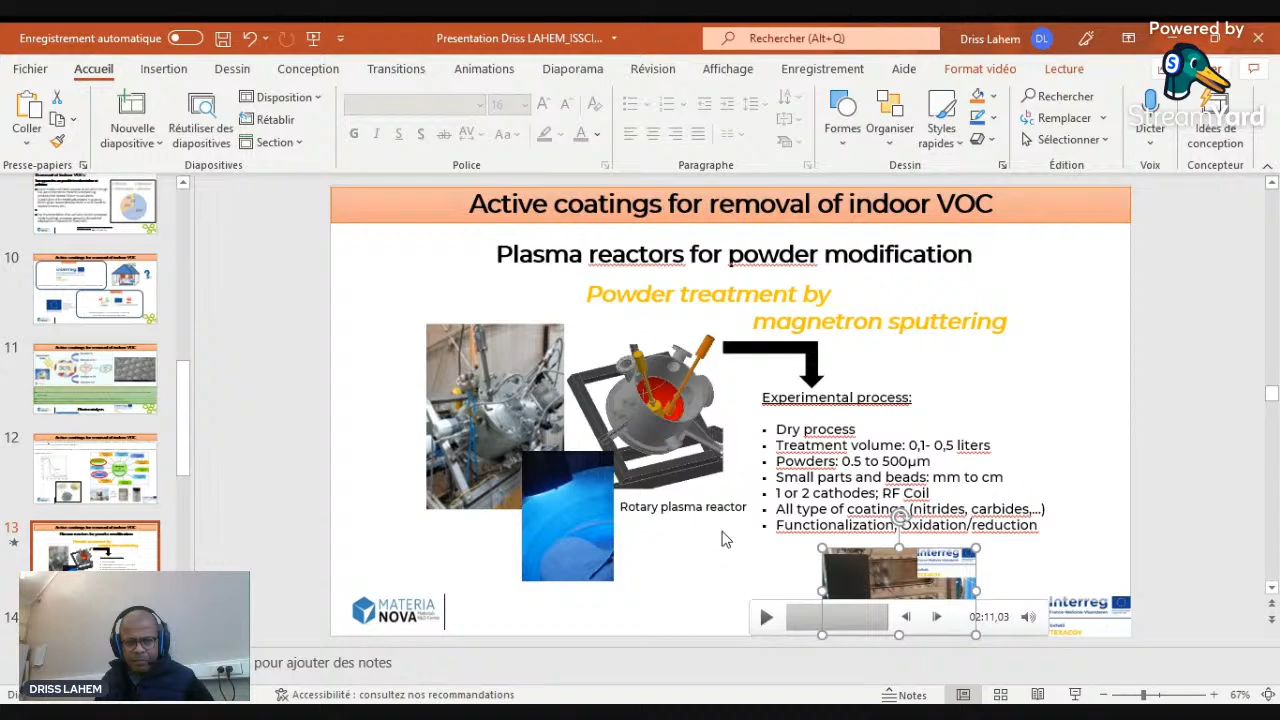 Powered by
StreamYard
Enregistrement automatique
Presentation Driss LAHEM_ISSCI...
Rechercher (Alt+Q)
Driss Lahem
DL
Fichier
Accueil
Insertion
Dessin
Conception
Transitions
Animations
Diaporama
Révision
Affichage
Enregistrement
Aide
Format vidéo
Lecture
Coller
Nouvelle
diapositive
Réutiliser des
diapositives
Disposition
Rétablir
Section
16
Formes
Organiser
Styles
rapides
Rechercher
Remplacer
Sélectionner
Dicter
Idées de
conception
Presse-papiers
Diapositives
Police
Paragraphe
Dessin
Édition
Voix
Concepteur
10
11
12
13
14
Active coatings for removal of indoor VOC
Plasma reactors for powder modification
Powder treatment by
magnetron sputtering
Experimental process:
Dry process
Treatment volume: 0,1- 0,5 liters
Powders: 0.5 to 500µm
Small parts and beads: mm to cm
1 or 2 cathodes; RF Coil
All type of coatings (nitrides, carbides,...)
Functionalization, Oxidation/reduction
Rotary plasma reactor
MATERIA
NOVA
Interreg
Interreg
02:11,03
DRISS LAHEM
pour ajouter des notes
Accessibilité : consultez nos recommandations
Notes
67%